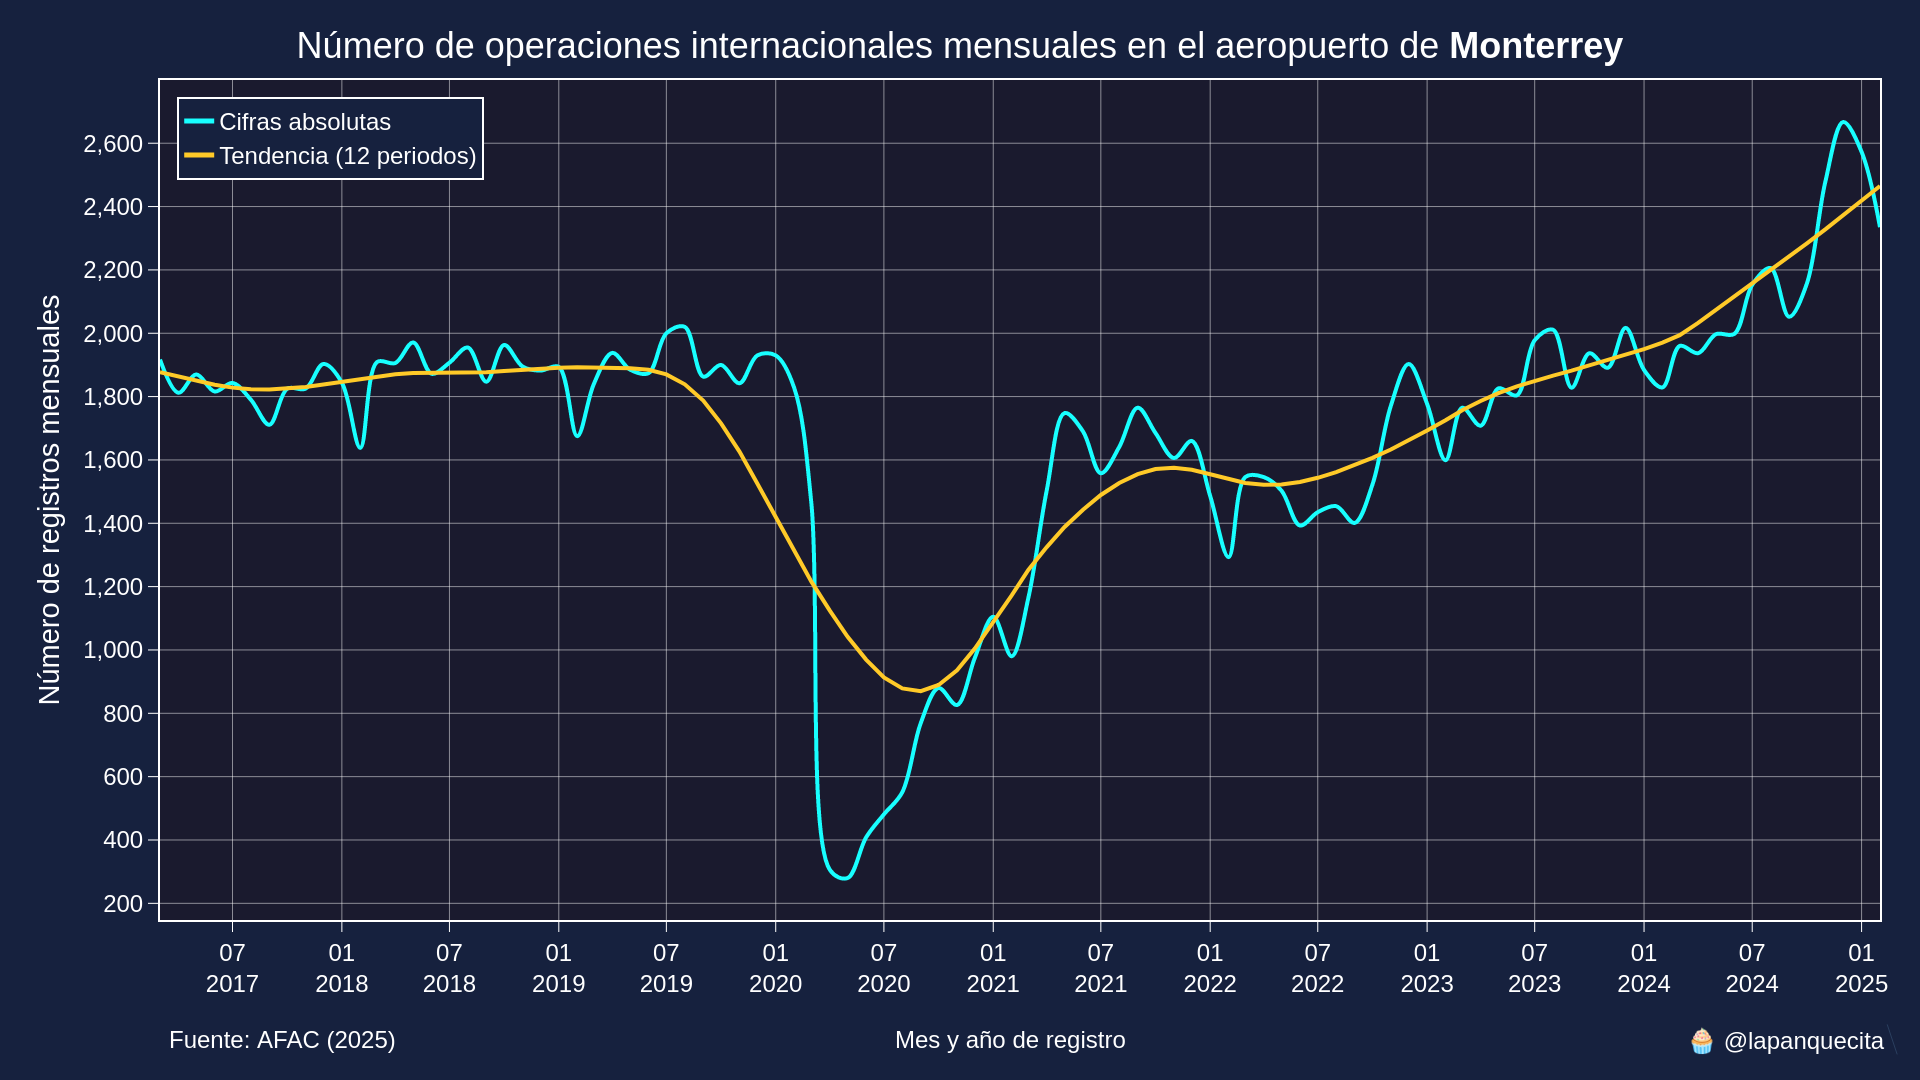 Número de operaciones internacionales mensuales en el aeropuerto de Monterrey
Cifras absolutas
Tendencia (12 periodos)
Número de registros mensuales
2,600
2,400
2,200
2,000
1,800
1,600
1,400
1,200
1,000
800
600
400
200
07 01 07 01 07 01 07 01 07 01 07 01 07 01 07 01
2017 2018 2018 2019 2019 2020 2020 2021 2021 2022 2022 2023 2023 2024 2024 2025
Fuente: AFAC (2025)
Mes y año de registro
🧁 @lapanquecita